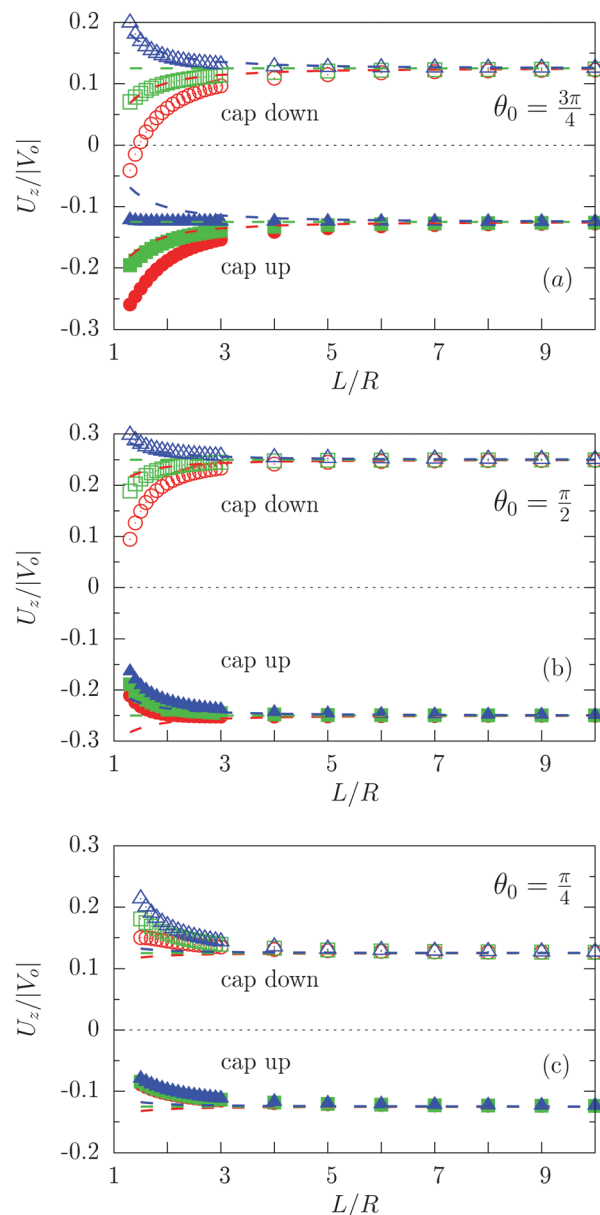 0.2
0.1
0
-0.1
-0.2
-0.3
U_z/|V_o|
cap down
θ_0 = 3π/4
cap up
(a)
1 3 5 7 9
L/R
0.3
0.2
0.1
0
-0.1
-0.2
-0.3
U_z/|V_o|
cap down
θ_0 = π/2
cap up
(b)
1 3 5 7 9
L/R
0.3
0.2
0.1
0
-0.1
-0.2
U_z/|V_o|
θ_0 = π/4
cap down
cap up
(c)
1 3 5 7 9
L/R